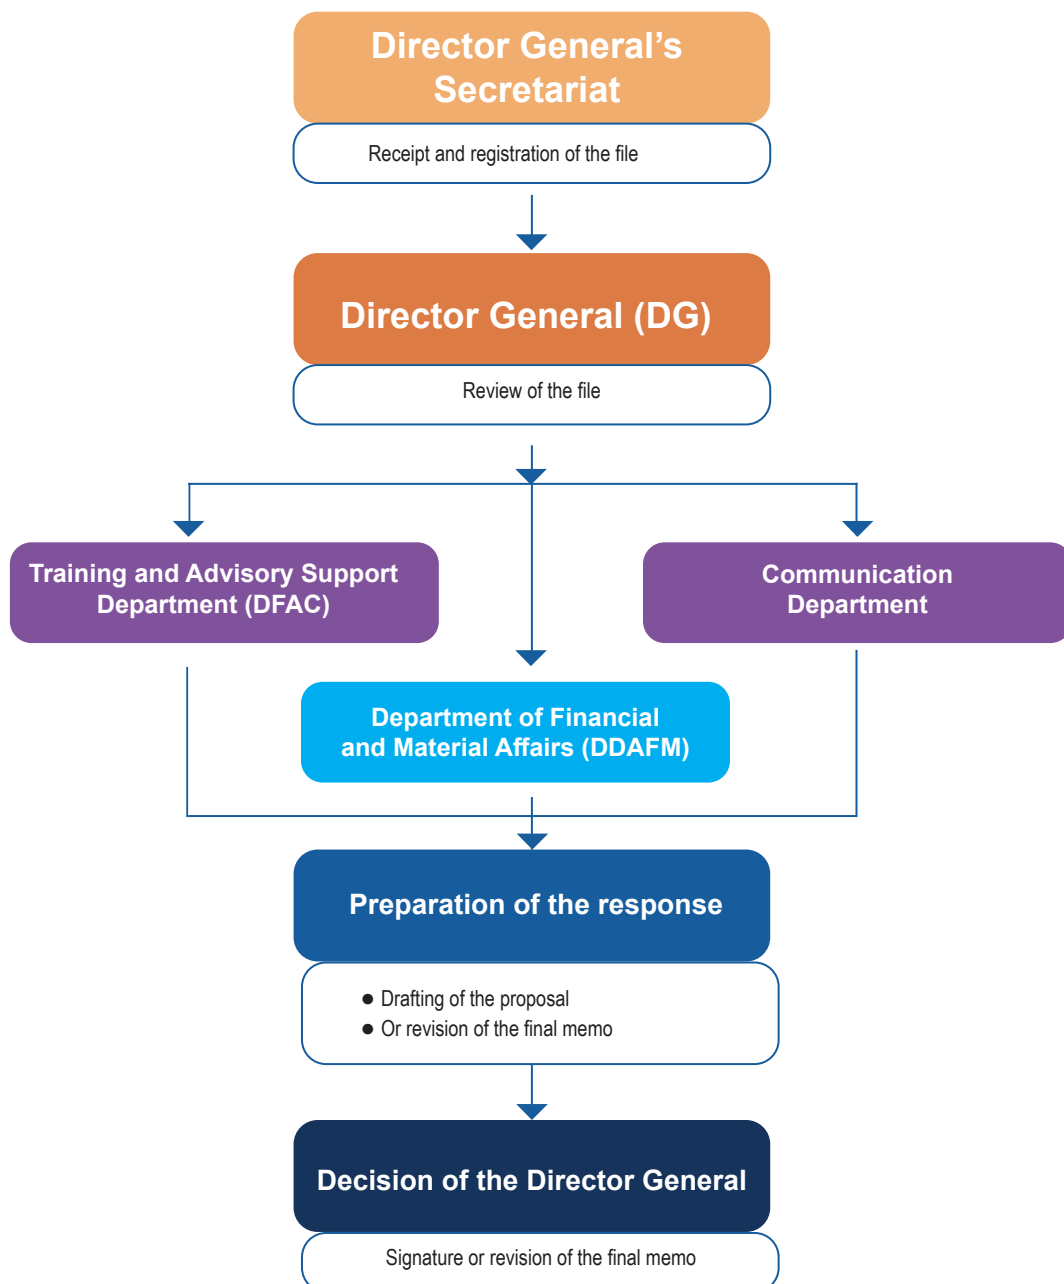 Director General’s
Secretariat
Receipt and registration of the file
Director General (DG)
Review of the file
Training and Advisory Support
Department (DFAC)
Communication
Department
Department of Financial
and Material Affairs (DDAFM)
Preparation of the response
● Drafting of the proposal
● Or revision of the final memo
Decision of the Director General
Signature or revision of the final memo